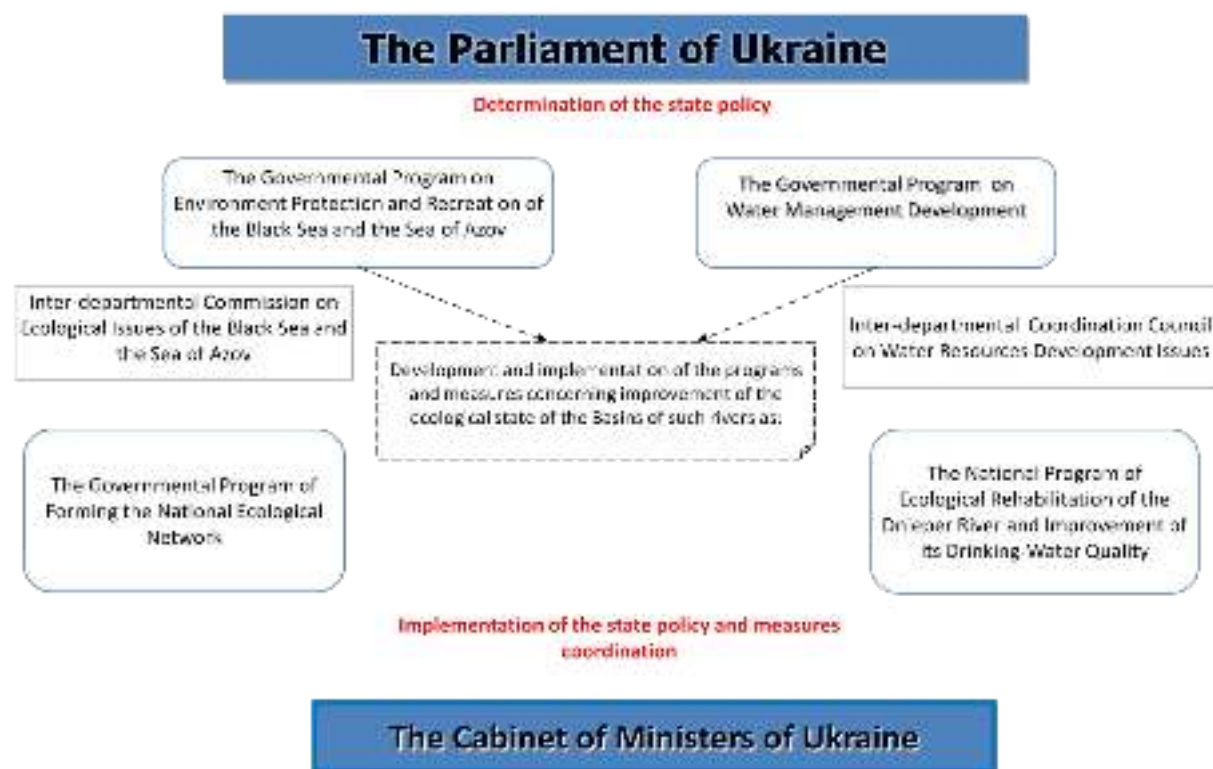 The Parliament of Ukraine
Determination of the state policy
The Governmental Program on
Environment Protection and Recreation of
the Black Sea and the Sea of Azov
The Governmental Program on
Water Management Development
Inter-departmental Commission on
Ecological Issues of the Black Sea and
the Sea of Azov
Inter-departmental Coordination Council
on Water Resources Development Issues
Development and implementation of the programs
and measures concerning improvement of the
ecological state of the Basins of such rivers as:
The Governmental Program of
Forming the National Ecological
Network
The National Program of
Ecological Rehabilitation of the
Dnieper River and Improvement of
its Drinking-Water Quality
Implementation of the state policy and measures
coordination
The Cabinet of Ministers of Ukraine